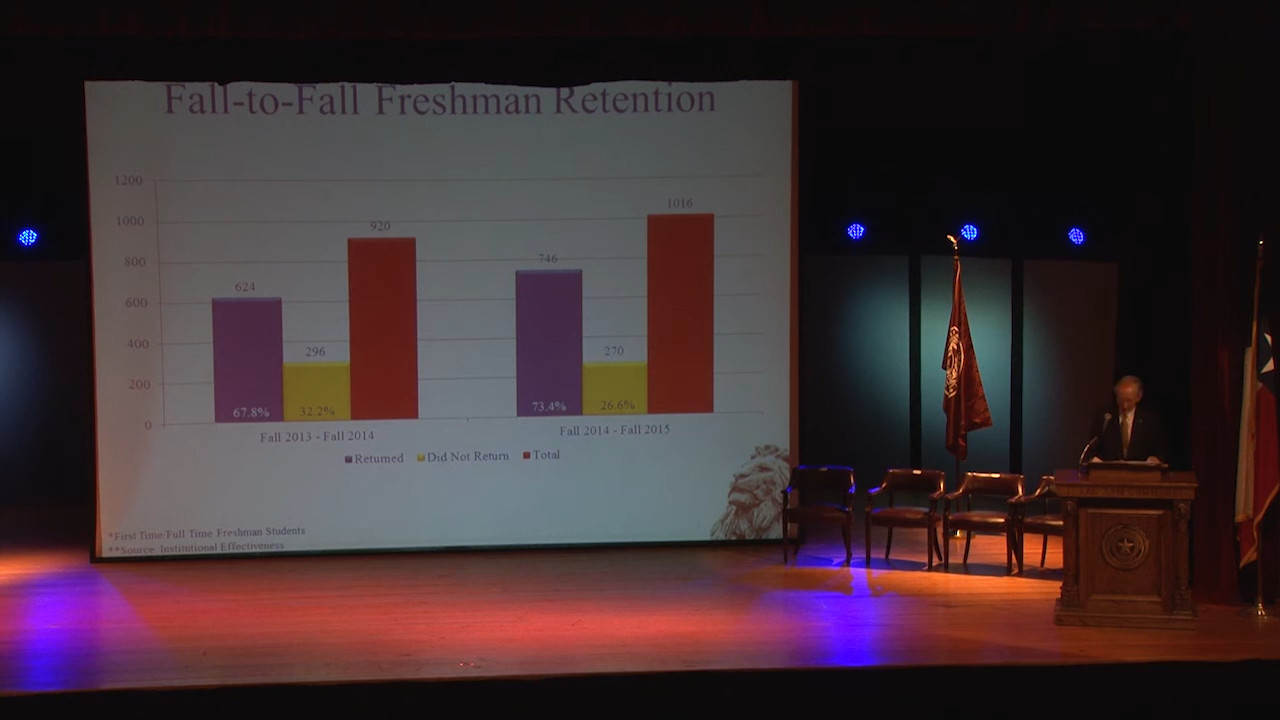 Fall-to-Fall Freshman Retention
1200
1000
800
600
400
200
0
624
296
920
746
270
1016
67.8%
32.2%
73.4%
26.6%
Fall 2013 - Fall 2014
Fall 2014 - Fall 2015
Returned
Did Not Return
Total
*First Time/Full Time Freshman Students
**Source Institutional Effectiveness